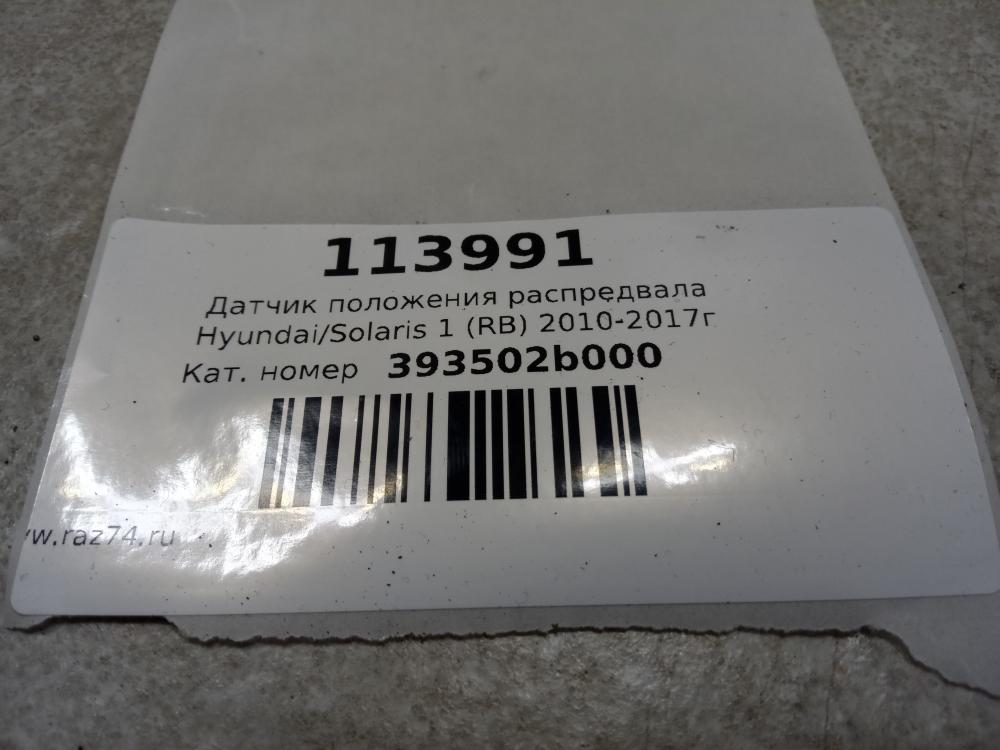 113991
Датчик положения распредвала
Hyundai/Solaris 1 (RB) 2010-2017г
Кат. номер 393502b000
w.raz74.ru